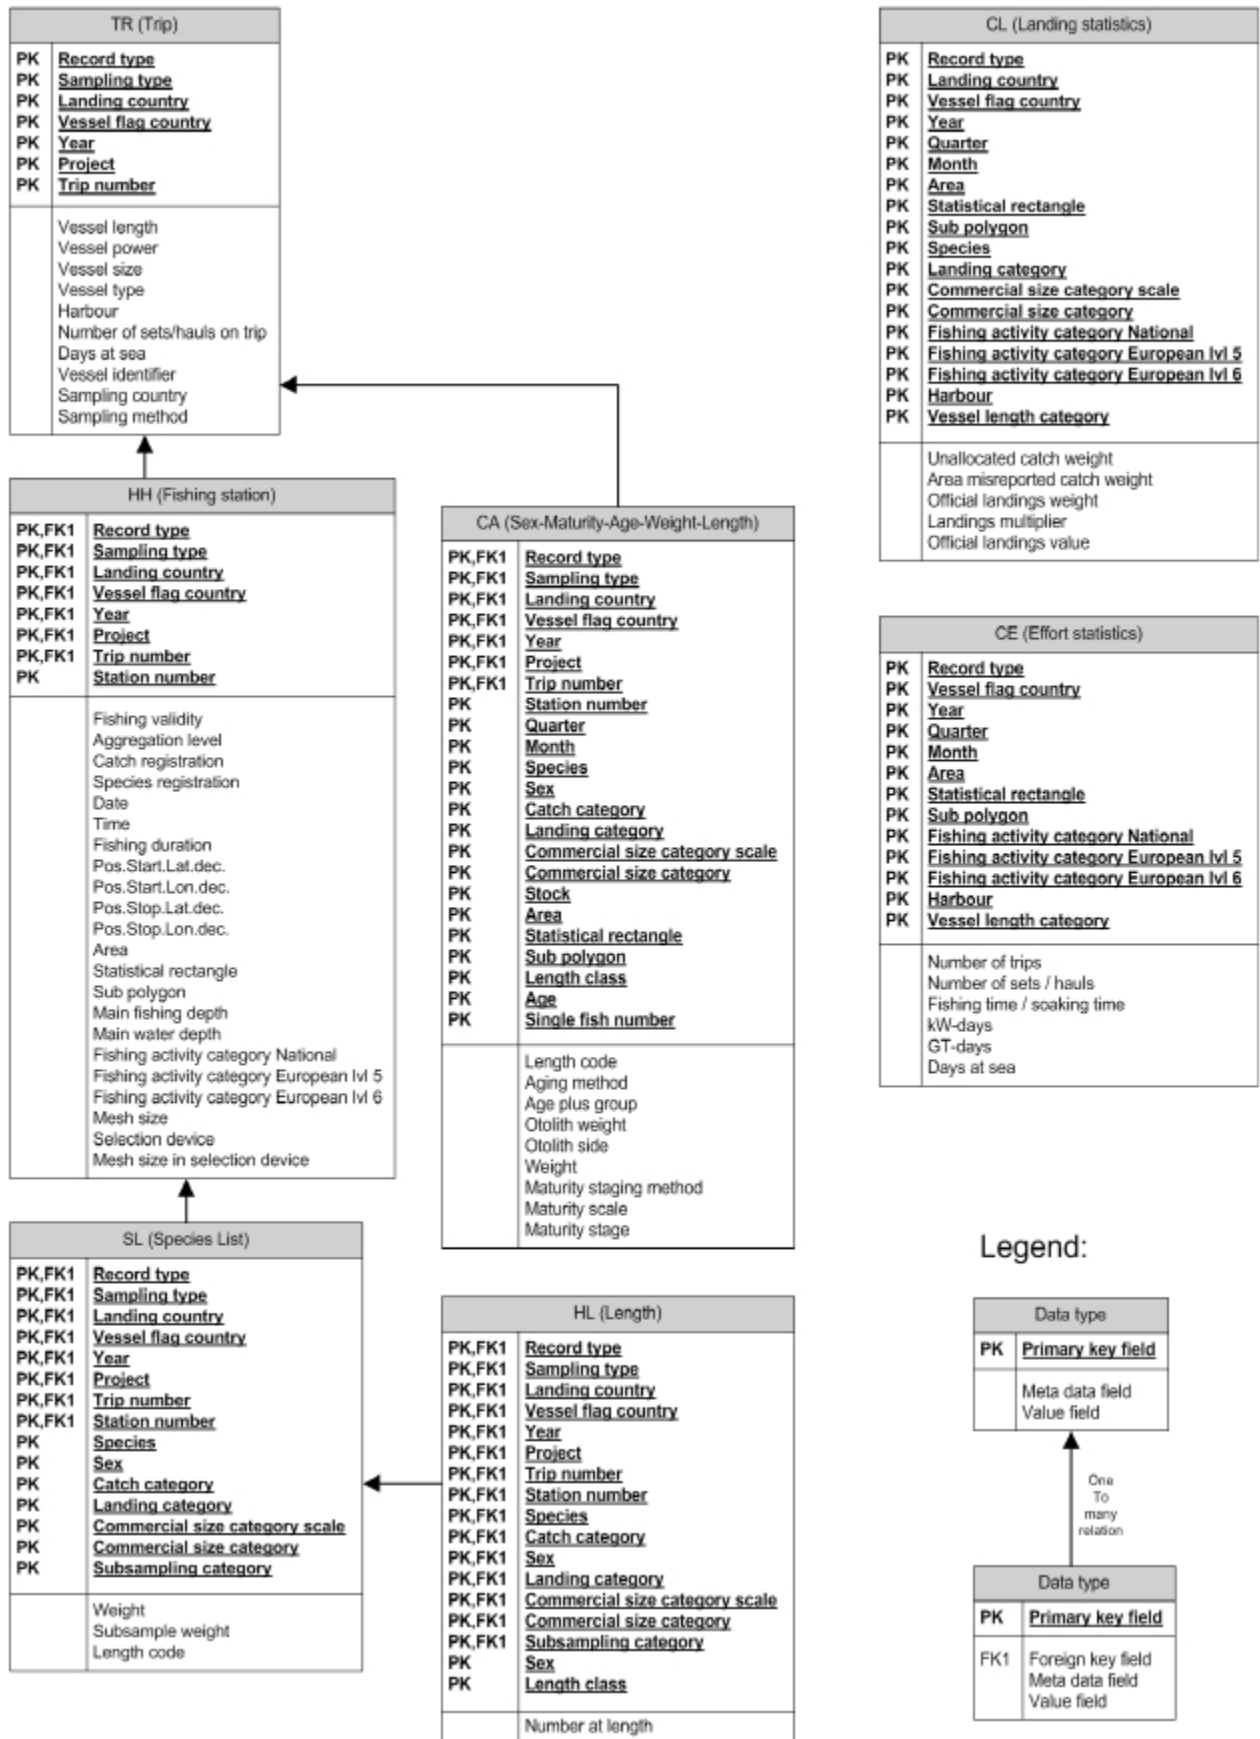 TR (Trip)
PK Record type
PK Sampling type
PK Landing country
PK Vessel flag country
PK Year
PK Project
PK Trip number
Vessel length
Vessel power
Vessel size
Vessel type
Harbour
Number of sets/hauls on trip
Days at sea
Vessel identifier
Sampling country
Sampling method
HH (Fishing station)
PK,FK1 Record type
PK,FK1 Sampling type
PK,FK1 Landing country
PK,FK1 Vessel flag country
PK,FK1 Year
PK,FK1 Project
PK,FK1 Trip number
PK Station number
Fishing validity
Aggregation level
Catch registration
Species registration
Date
Time
Fishing duration
Pos.Start.Lat.dec.
Pos.Start.Lon.dec.
Pos.Stop.Lat.dec.
Pos.Stop.Lon.dec.
Area
Statistical rectangle
Sub polygon
Main fishing depth
Main water depth
Fishing activity category National
Fishing activity category European lvl 5
Fishing activity category European lvl 6
Mesh size
Selection device
Mesh size in selection device
SL (Species List)
PK,FK1 Record type
PK,FK1 Sampling type
PK,FK1 Landing country
PK,FK1 Vessel flag country
PK,FK1 Year
PK,FK1 Project
PK,FK1 Trip number
PK,FK1 Station number
PK Species
PK Sex
PK Catch category
PK Landing category
PK Commercial size category scale
PK Commercial size category
PK Subsampling category
Weight
Subsample weight
Length code
CA (Sex-Maturity-Age-Weight-Length)
PK,FK1 Record type
PK,FK1 Sampling type
PK,FK1 Landing country
PK,FK1 Vessel flag country
PK,FK1 Year
PK,FK1 Project
PK,FK1 Trip number
PK Station number
PK Quarter
PK Month
PK Species
PK Sex
PK Catch category
PK Landing category
PK Commercial size category scale
PK Commercial size category
PK Stock
PK Area
PK Statistical rectangle
PK Sub polygon
PK Length class
PK Age
PK Single fish number
Length code
Aging method
Age plus group
Otolith weight
Otolith side
Weight
Maturity staging method
Maturity scale
Maturity stage
HL (Length)
PK,FK1 Record type
PK,FK1 Sampling type
PK,FK1 Landing country
PK,FK1 Vessel flag country
PK,FK1 Year
PK,FK1 Project
PK,FK1 Trip number
PK,FK1 Station number
PK,FK1 Species
PK,FK1 Catch category
PK,FK1 Sex
PK,FK1 Landing category
PK,FK1 Commercial size category scale
PK,FK1 Commercial size category
PK,FK1 Subsampling category
PK Sex
PK Length class
Number at length
CL (Landing statistics)
PK Record type
PK Landing country
PK Vessel flag country
PK Year
PK Quarter
PK Month
PK Area
PK Statistical rectangle
PK Sub polygon
PK Species
PK Landing category
PK Commercial size category scale
PK Commercial size category
PK Fishing activity category National
PK Fishing activity category European lvl 5
PK Fishing activity category European lvl 6
PK Harbour
PK Vessel length category
Unallocated catch weight
Area misreported catch weight
Official landings weight
Landings multiplier
Official landings value
CE (Effort statistics)
PK Record type
PK Vessel flag country
PK Year
PK Quarter
PK Month
PK Area
PK Statistical rectangle
PK Sub polygon
PK Fishing activity category National
PK Fishing activity category European lvl 5
PK Fishing activity category European lvl 6
PK Harbour
PK Vessel length category
Number of trips
Number of sets / hauls
Fishing time / soaking time
kW-days
GT-days
Days at sea
Legend:
Data type
PK Primary key field
Meta data field
Value field
One
To
many
relation
Data type
PK Primary key field
FK1 Foreign key field
Meta data field
Value field